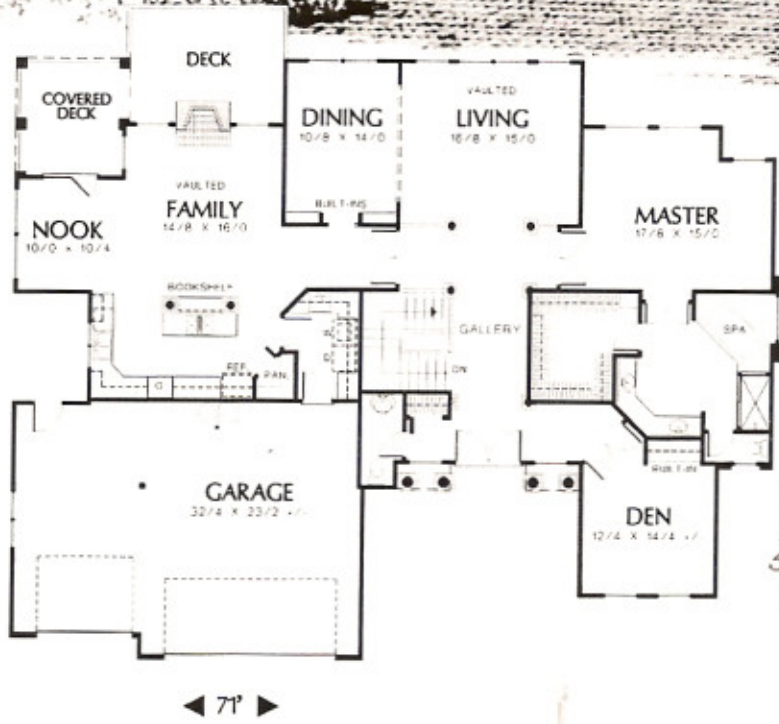 DECK
COVERED
DECK
DINING
10/8 X 14/0
VAULTED
LIVING
16/8 X 15/0
VAULTED
FAMILY
14/8 X 16/0
BUILT-INS
NOOK
10/0 x 10/4
MASTER
17/6 X 15/0
BOOKSHELF
GALLERY
SPA
REF.
PAN.
DN
GARAGE
32/4 X 23/2 +/-
BUILT-IN
DEN
12/4 X 14/4 +/-
◄ 71' ►